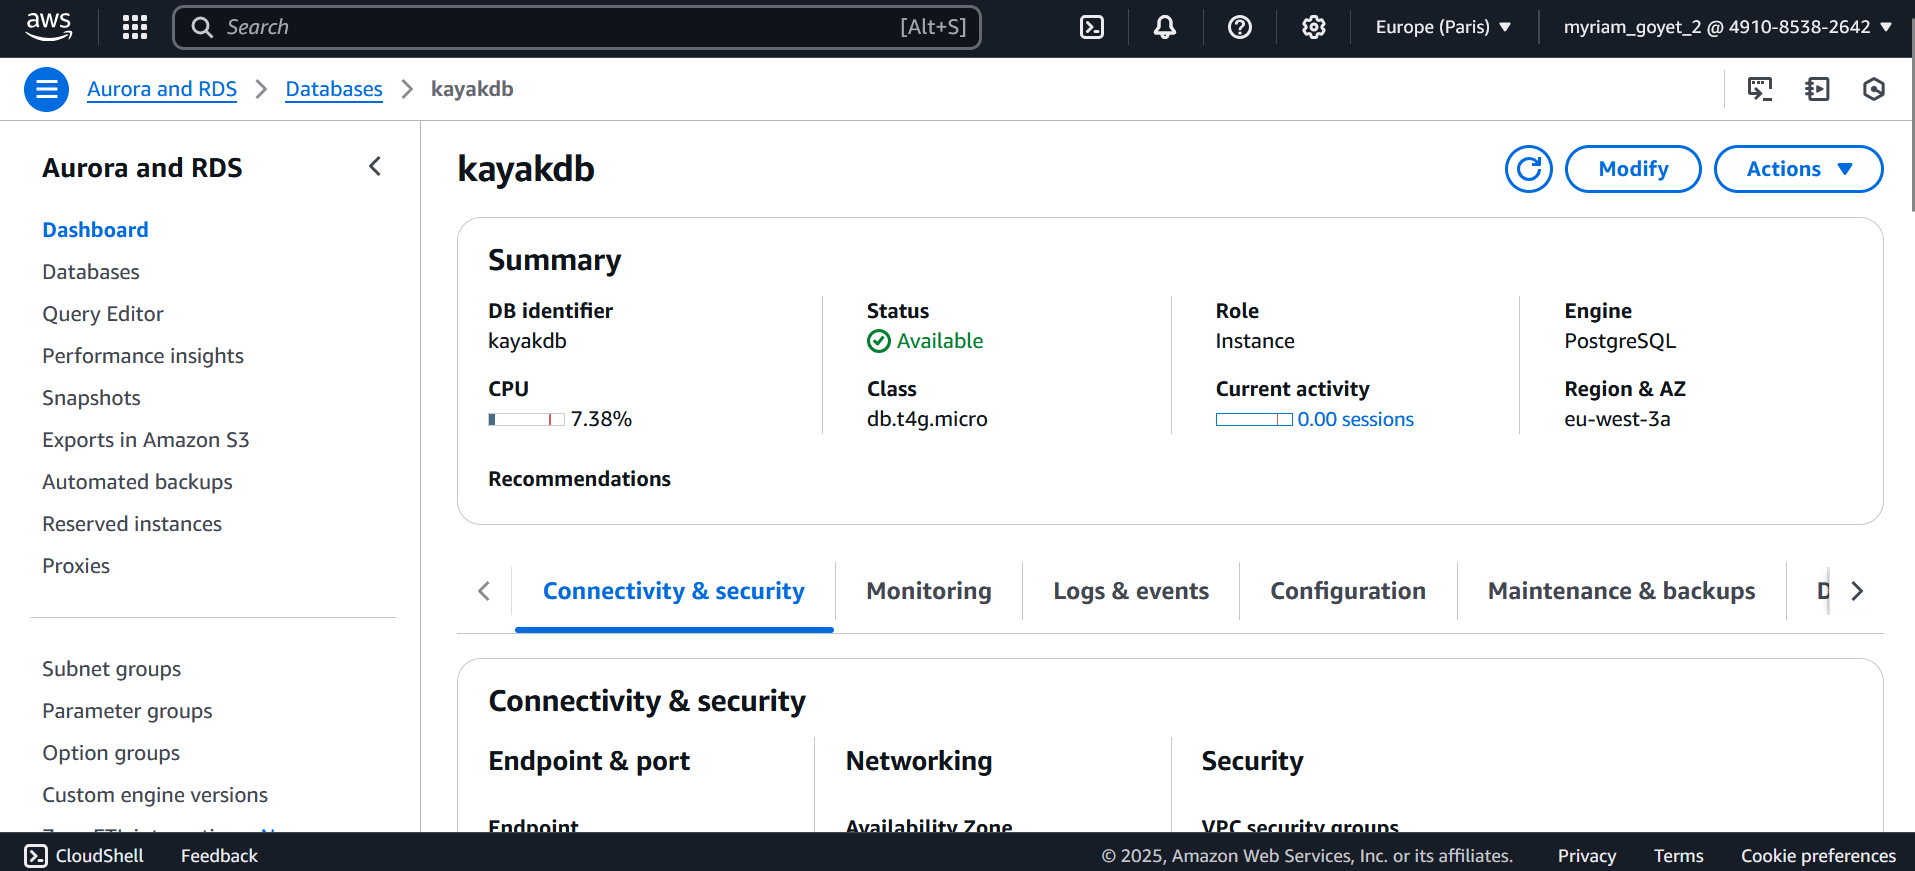 aws
Search [Alt+S]
Europe (Paris)
myriam_goyet_2 @ 4910-8538-2642
Aurora and RDS
Databases
kayakdb
Aurora and RDS
Dashboard
Databases
Query Editor
Performance insights
Snapshots
Exports in Amazon S3
Automated backups
Reserved instances
Proxies
Subnet groups
Parameter groups
Option groups
Custom engine versions
kayakdb
Modify
Actions
Summary
DB identifier
kayakdb
Status
Available
Role
Instance
Engine
PostgreSQL
CPU
7.38%
Class
db.t4g.micro
Current activity
0.00 sessions
Region & AZ
eu-west-3a
Recommendations
Connectivity & security
Monitoring
Logs & events
Configuration
Maintenance & backups
Connectivity & security
Endpoint & port
Endpoint
Networking
Availability Zone
Security
VPC security groups
CloudShell
Feedback
© 2025, Amazon Web Services, Inc. or its affiliates.
Privacy
Terms
Cookie preferences